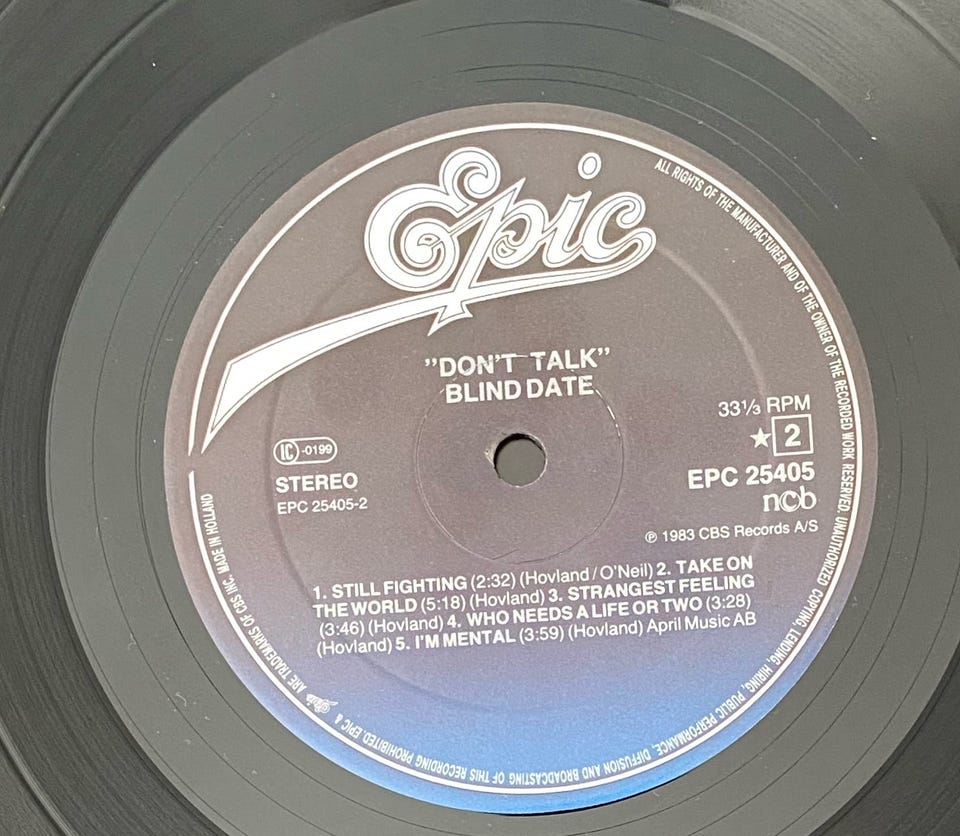 Epic
"DON'T TALK"
BLIND DATE
33⅓ RPM
★ 2
EPC 25405
ncb
℗ 1983 CBS Records A/S
IC -0199
STEREO
EPC 25405-2
1. STILL FIGHTING (2:32) (Hovland/O'Neil) 2. TAKE ON
THE WORLD (5:18) (Hovland) 3. STRANGEST FEELING
(3:46) (Hovland) 4. WHO NEEDS A LIFE OR TWO (3:28)
(Hovland) 5. I'M MENTAL (3:59) (Hovland) April Music AB
ALL RIGHTS OF THE MANUFACTURER AND OF THE OWNER OF THE RECORDED WORK RESERVED. UNAUTHORIZED COPYING, LENDING, HIRING, PUBLIC PERFORMANCE, DIFFUSION AND BROADCASTING OF THIS RECORDING PROHIBITED EPIC & Epic ARE TRADEMARKS OF CBS INC. MADE IN HOLLAND